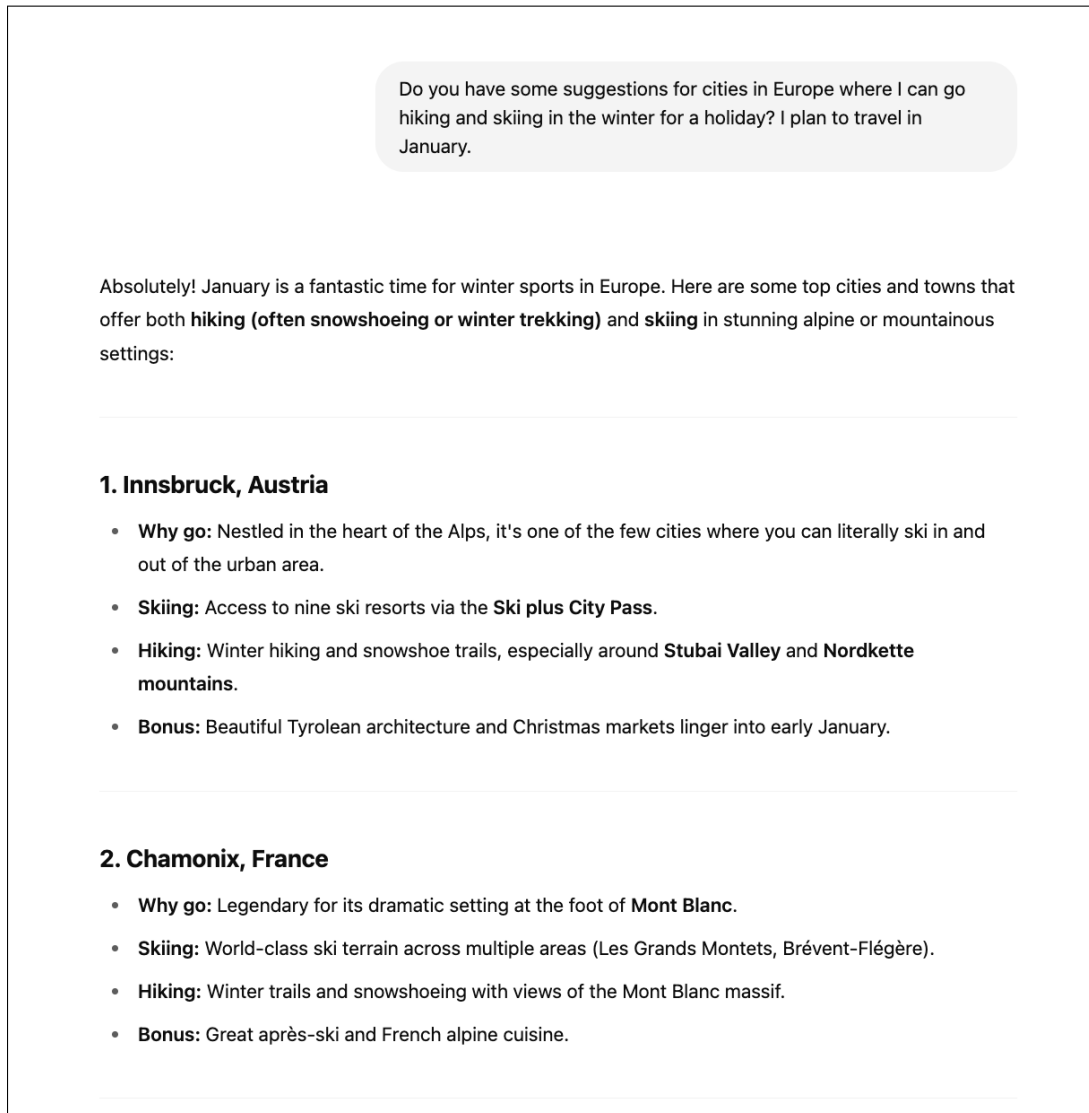 Do you have some suggestions for cities in Europe where I can go
hiking and skiing in the winter for a holiday? I plan to travel in
January.
Absolutely! January is a fantastic time for winter sports in Europe. Here are some top cities and towns that
offer both hiking (often snowshoeing or winter trekking) and skiing in stunning alpine or mountainous
settings:
1. Innsbruck, Austria
• Why go: Nestled in the heart of the Alps, it's one of the few cities where you can literally ski in and
out of the urban area.
• Skiing: Access to nine ski resorts via the Ski plus City Pass.
• Hiking: Winter hiking and snowshoe trails, especially around Stubai Valley and Nordkette
mountains.
• Bonus: Beautiful Tyrolean architecture and Christmas markets linger into early January.
2. Chamonix, France
• Why go: Legendary for its dramatic setting at the foot of Mont Blanc.
• Skiing: World-class ski terrain across multiple areas (Les Grands Montets, Brévent-Flégère).
• Hiking: Winter trails and snowshoeing with views of the Mont Blanc massif.
• Bonus: Great après-ski and French alpine cuisine.